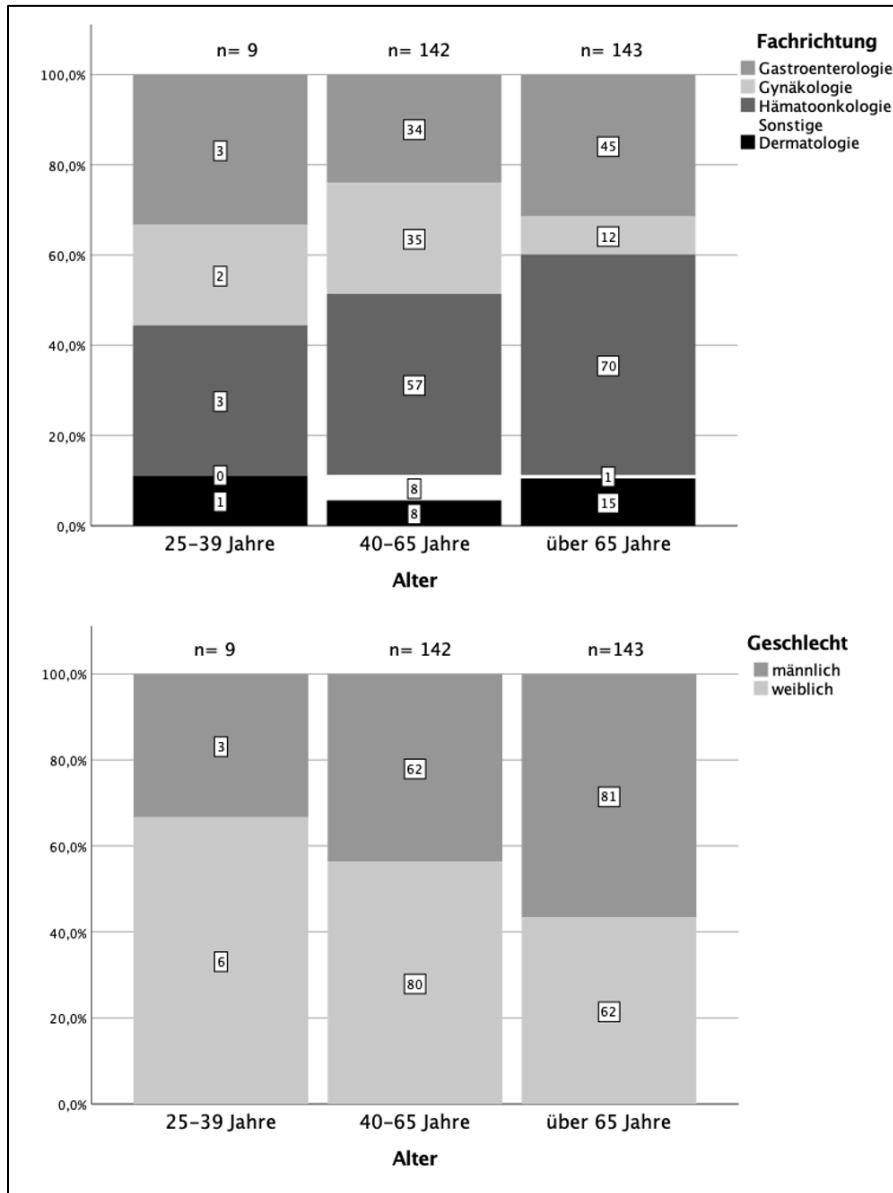 n= 9 n= 142 n= 143
Fachrichtung
Gastroenterologie
Gynäkologie
Hämatoonkologie
Sonstige
Dermatologie
100,0%
80,0%
60,0%
40,0%
20,0%
0,0%
3 34 45
2 35 12
3 57 70
0 8 1
1 8 15
25-39 Jahre 40-65 Jahre über 65 Jahre
Alter
n= 9 n= 142 n=143
Geschlecht
männlich
weiblich
100,0%
80,0%
60,0%
40,0%
20,0%
0,0%
3 62 81
6 80 62
25-39 Jahre 40-65 Jahre über 65 Jahre
Alter